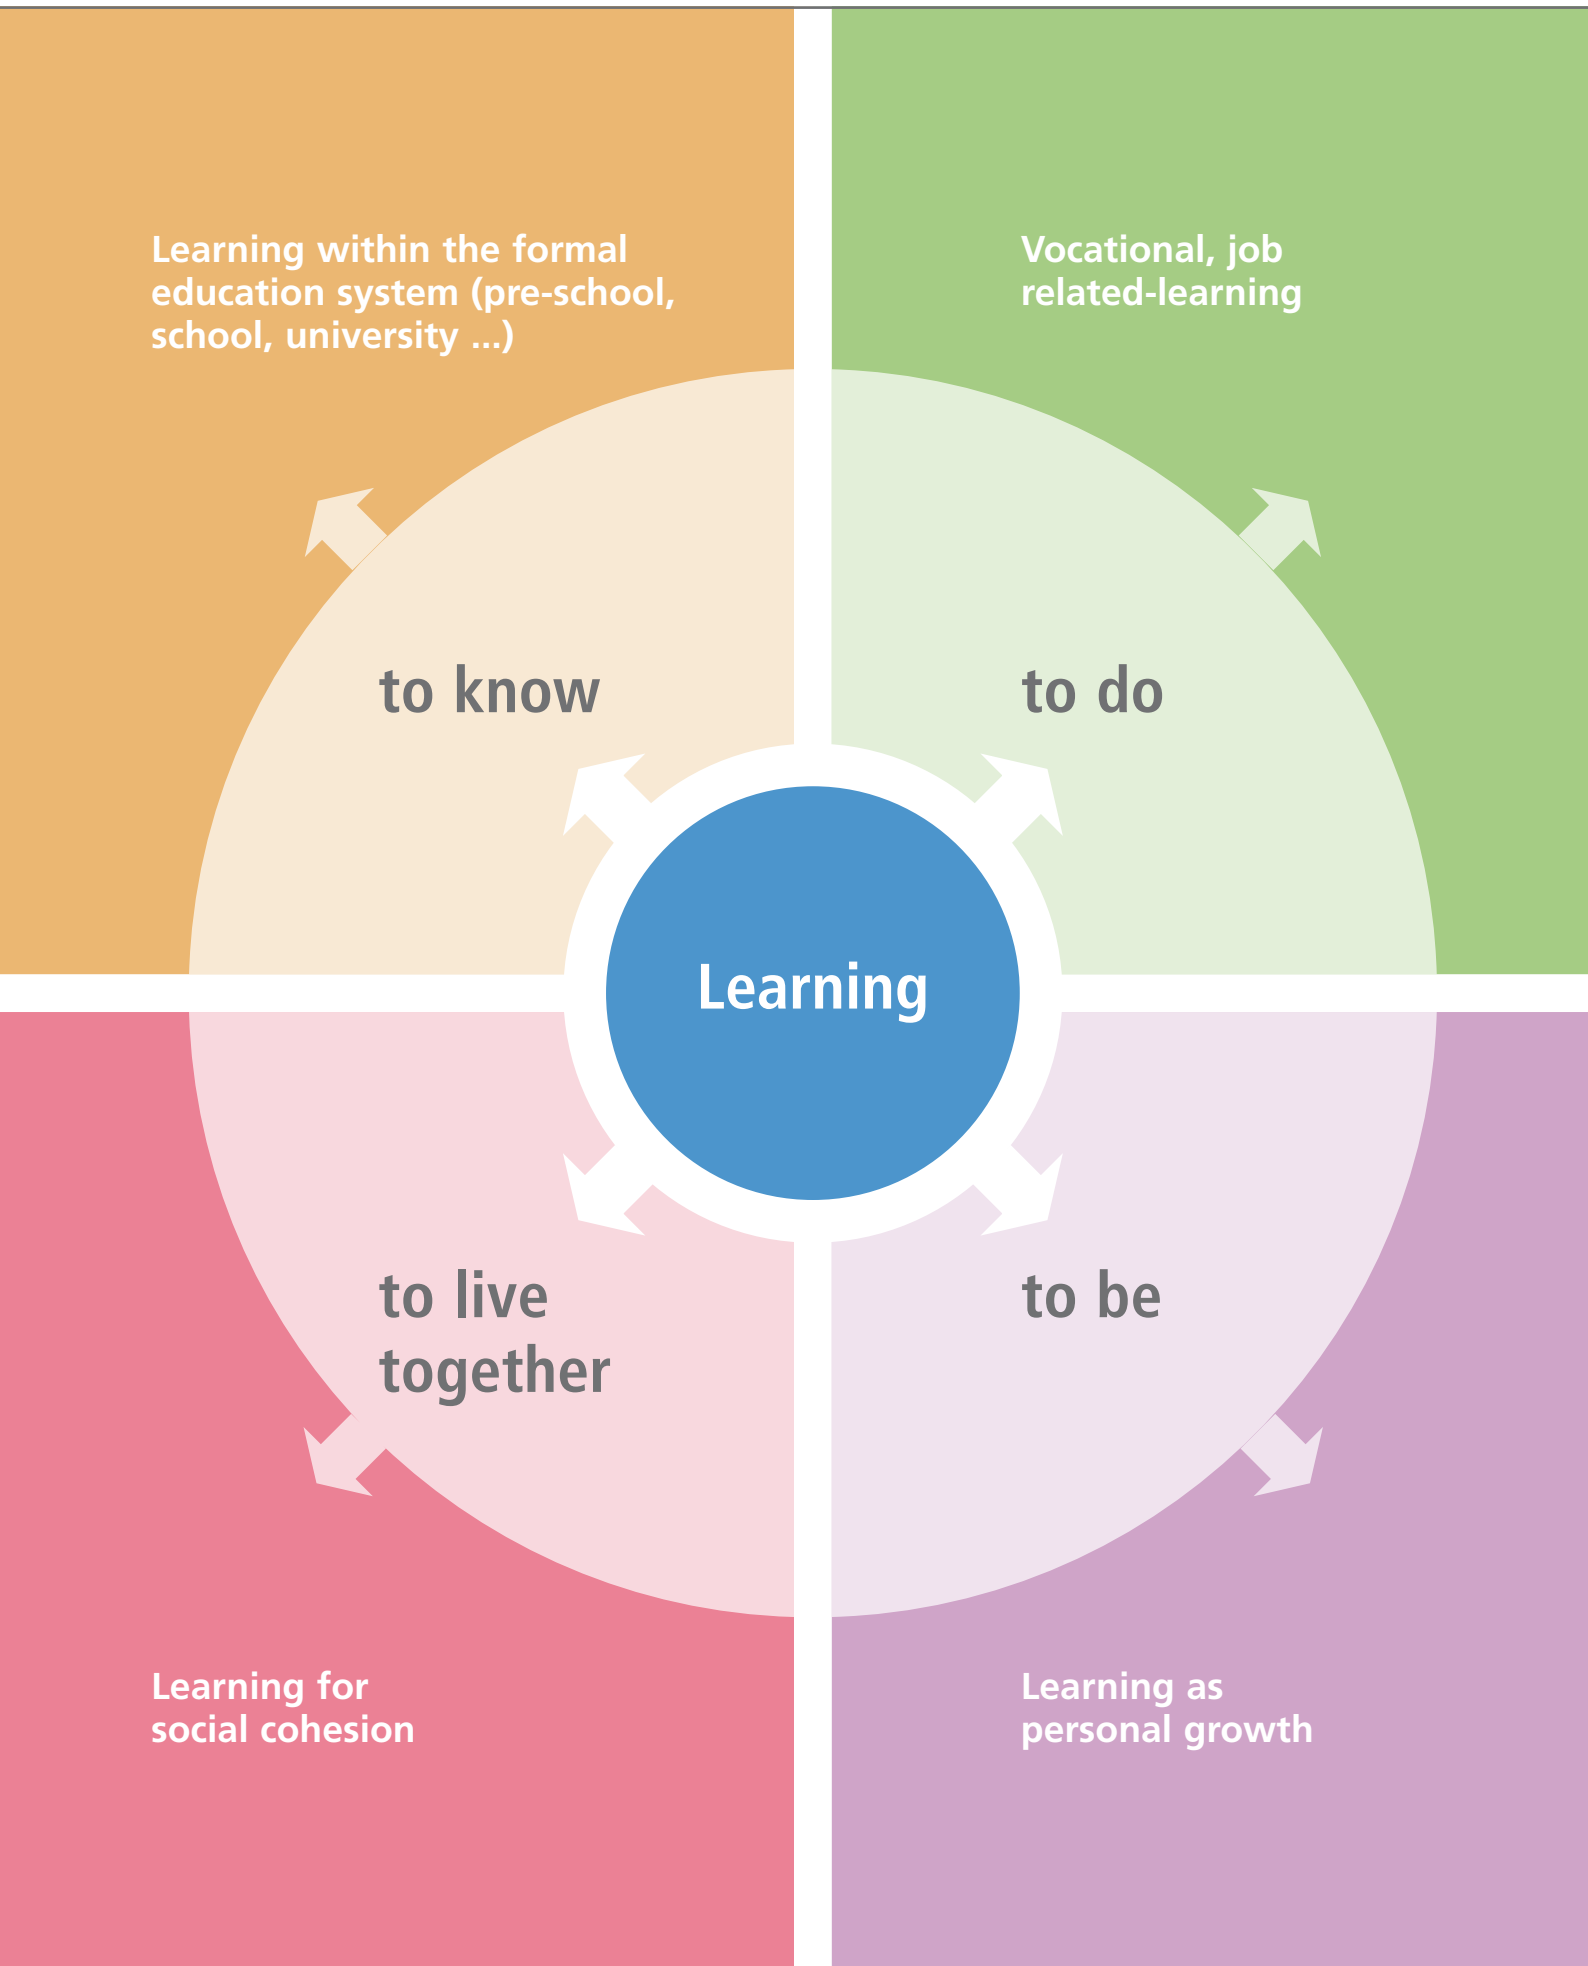 Learning within the formal
education system (pre-school,
school, university ...)
Vocational, job
related-learning
to know
to do
Learning
to live
together
to be
Learning for
social cohesion
Learning as
personal growth